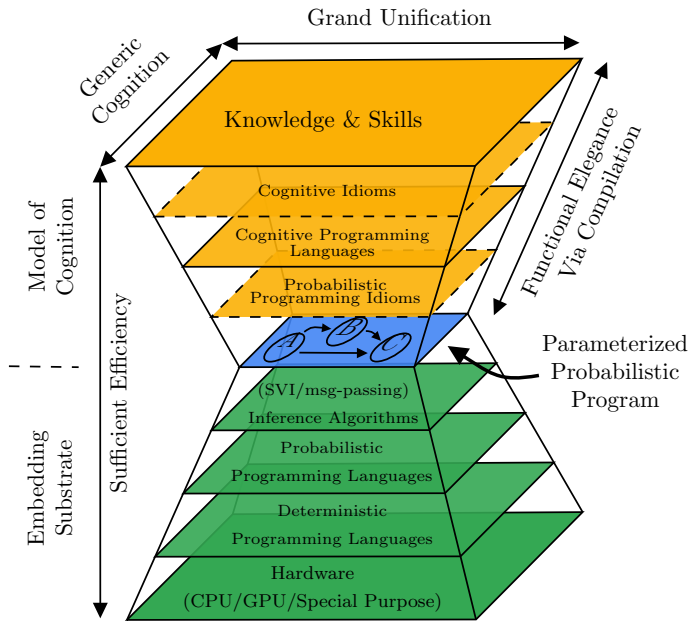 Grand Unification
Generic
Cognition
Knowledge & Skills
Functional Elegance
Via Compilation
Model of
Cognition
Cognitive Idioms
Cognitive Programming
Languages
Probabilistic
Programming Idioms
A
B
C
Parameterized
Probabilistic
Program
Sufficient Efficiency
Embedding
Substrate
(SVI/msg-passing)
Inference Algorithms
Probabilistic
Programming Languages
Deterministic
Programming Languages
Hardware
(CPU/GPU/Special Purpose)